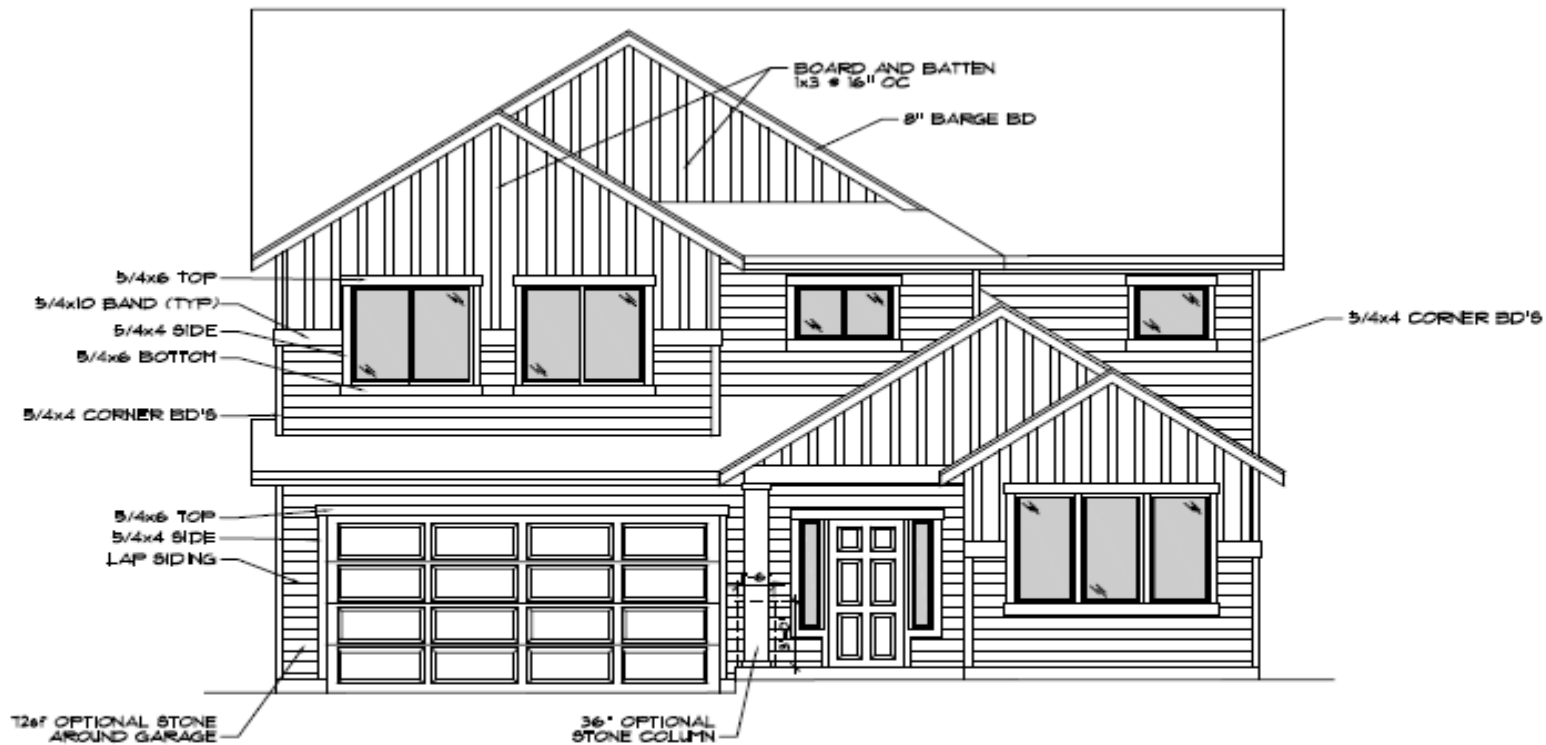 BOARD AND BATTEN
1x3 @ 16" OC
8" BARGE BD
5/4x6 TOP
5/4x10 BAND (TYP)
5/4x4 SIDE
5/4x6 BOTTOM
5/4x4 CORNER BD'S
5/4x4 CORNER BD'S
5/4x6 TOP
5/4x4 SIDE
LAP SIDING
3'-0"
72sf OPTIONAL STONE
AROUND GARAGE
36" OPTIONAL
STONE COLUMN